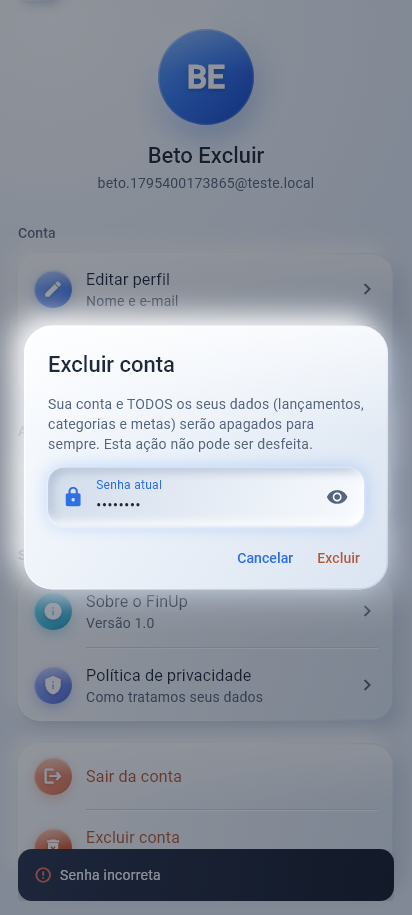 BE
Beto Excluir
beto.1795400173865@teste.local
Conta
Editar perfil
Nome e e-mail
Excluir conta
Sua conta e TODOS os seus dados (lançamentos,
categorias e metas) serão apagados para
sempre. Esta ação não pode ser desfeita.
Senha atual
••••••••
Cancelar
Excluir
Sobre o FinUp
Versão 1.0
Política de privacidade
Como tratamos seus dados
Sair da conta
Excluir conta
Senha incorreta